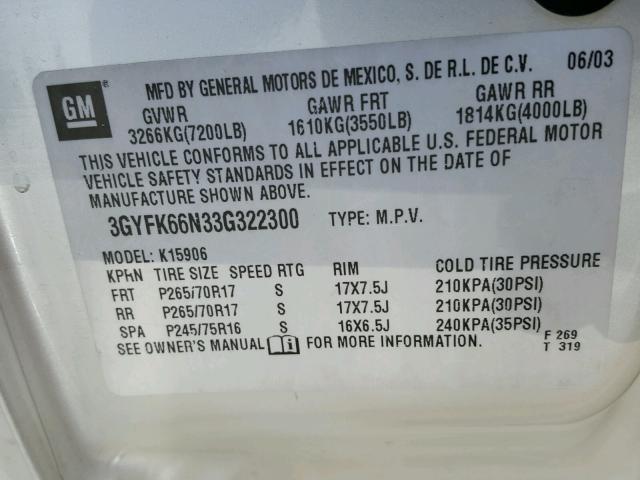 GM ®
MFD BY GENERAL MOTORS DE MEXICO, S. DE R.L. DE C.V. 06/03
GVWR GAWR FRT GAWR RR
3266KG(7200LB) 1610KG(3550LB) 1814KG(4000LB)
THIS VEHICLE CONFORMS TO ALL APPLICABLE U.S. FEDERAL MOTOR
VEHICLE SAFETY STANDARDS IN EFFECT ON THE DATE OF
MANUFACTURE SHOWN ABOVE.
3GYFK66N33G322300 TYPE: M.P.V.
MODEL: K15906
KPHN TIRE SIZE SPEED RTG RIM COLD TIRE PRESSURE
FRT P265/70R17 S 17X7.5J 210KPA(30PSI)
RR P265/70R17 S 17X7.5J 210KPA(30PSI)
SPA P245/75R16 S 16X6.5J 240KPA(35PSI)
SEE OWNER'S MANUAL i FOR MORE INFORMATION.
F 269
T 319